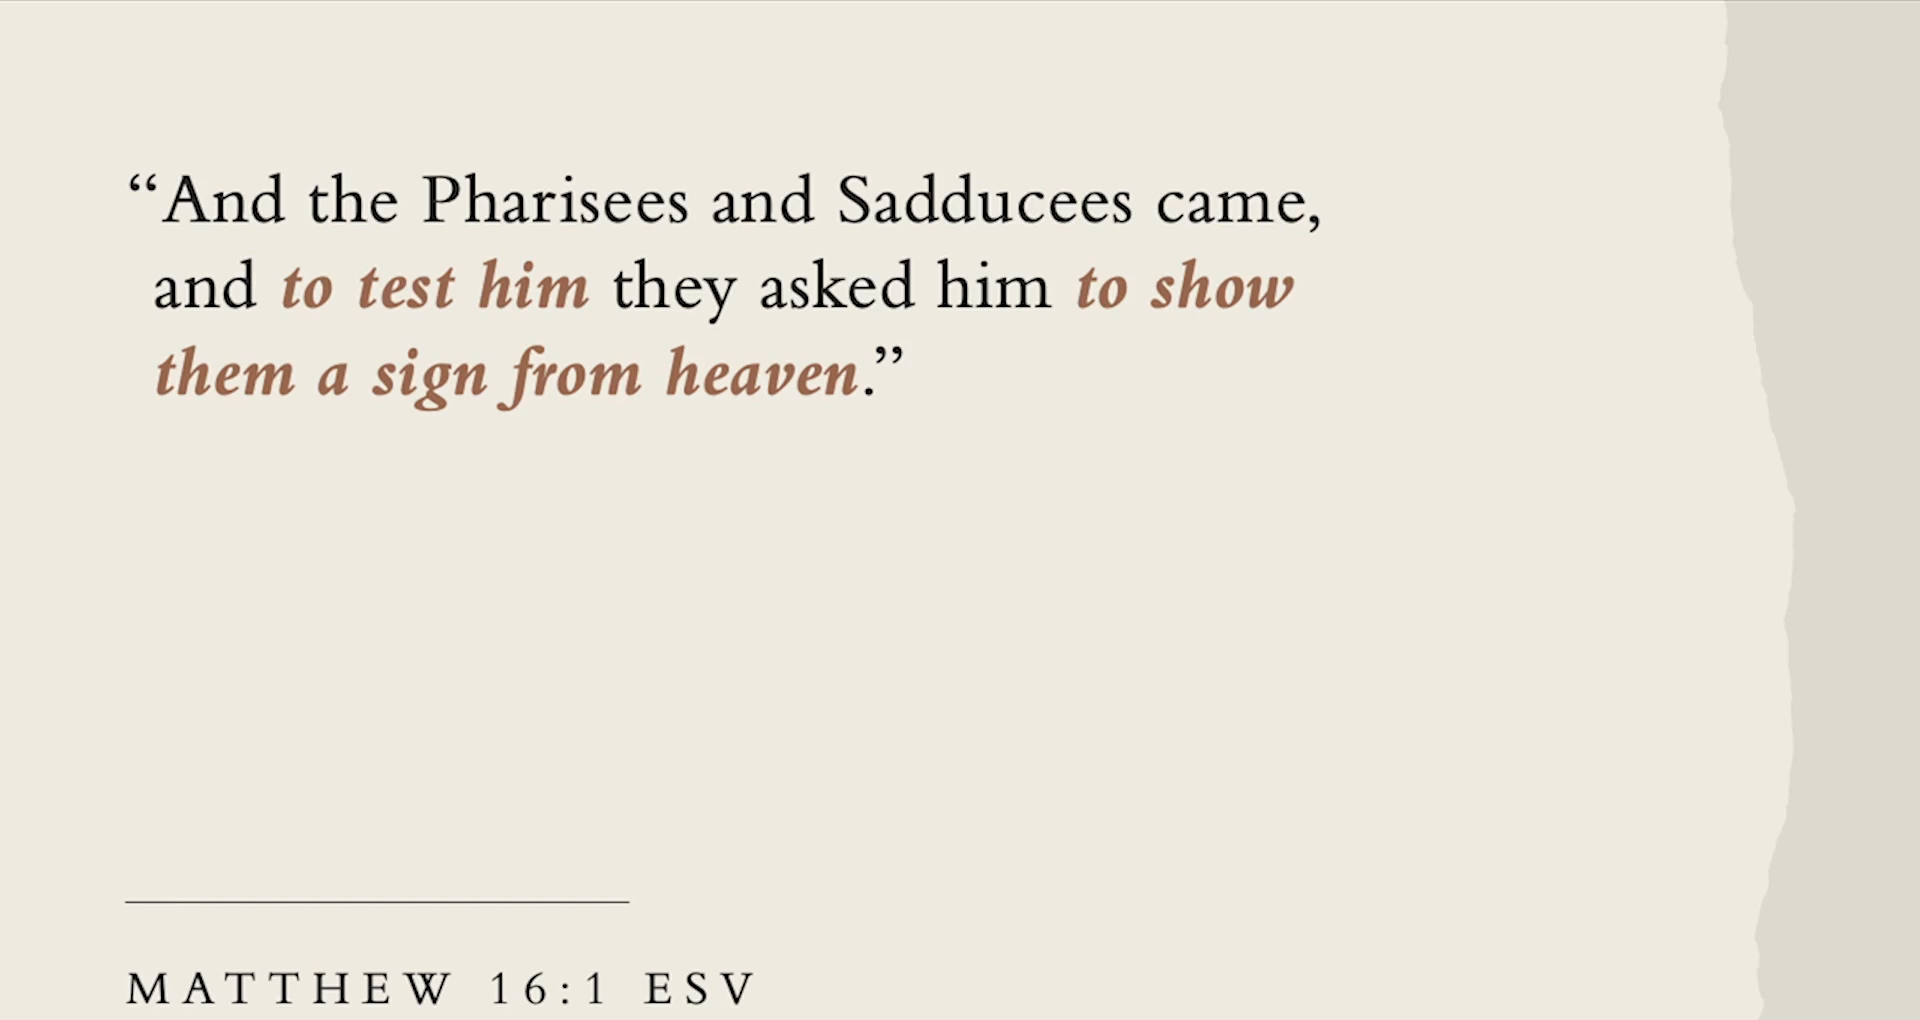 “And the Pharisees and Sadducees came,
and to test him they asked him to show
them a sign from heaven.”
MATTHEW 16:1 ESV